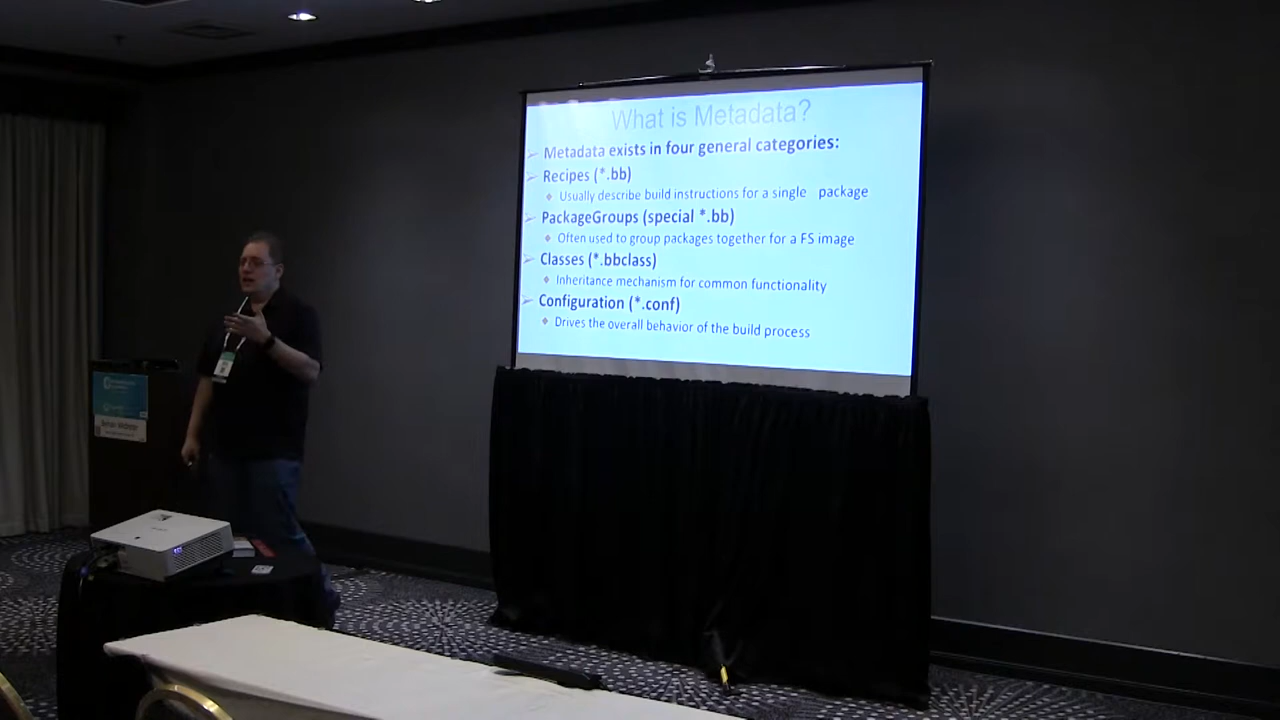 What is Metadata?
Metadata exists in four general categories:
Recipes (*.bb)
Usually describe build instructions for a single package
PackageGroups (special *.bb)
Often used to group packages together for a FS image
Classes (*.bbclass)
Inheritance mechanism for common functionality
Configuration (*.conf)
Drives the overall behavior of the build process